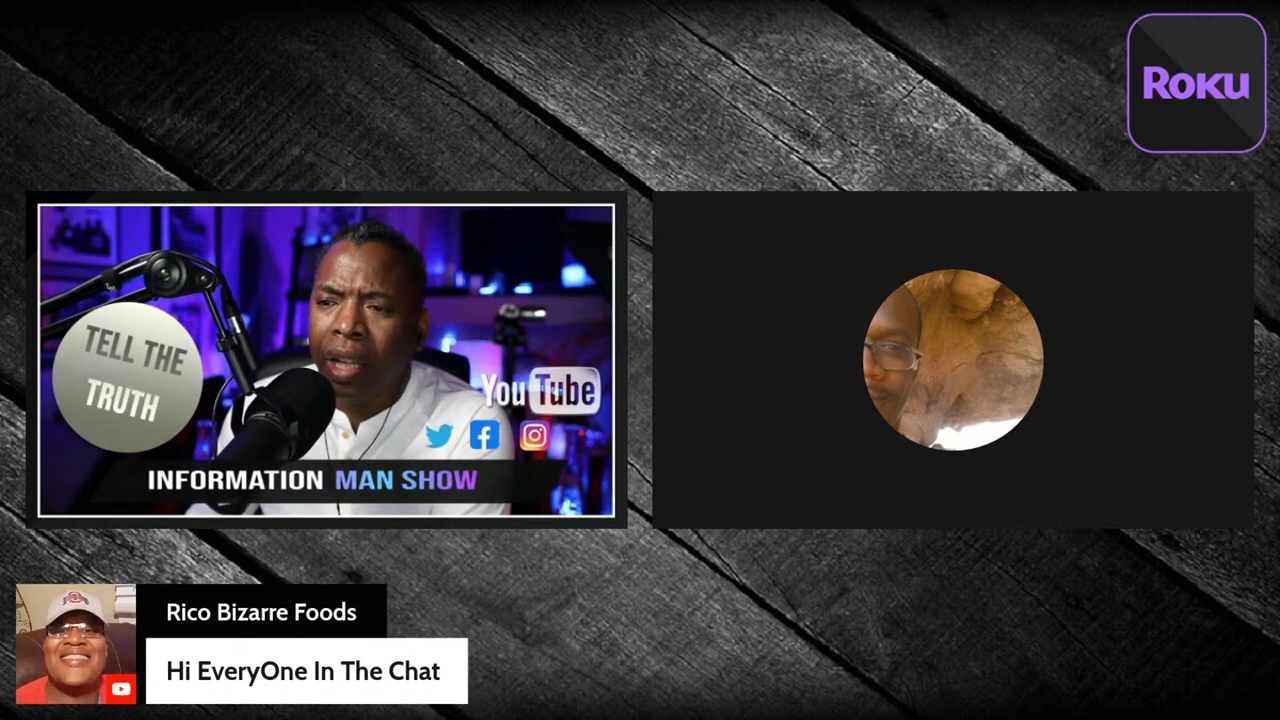 Roku
TELL THE
TRUTH
YouTube
INFORMATION MAN SHOW
Rico Bizarre Foods
Hi EveryOne In The Chat